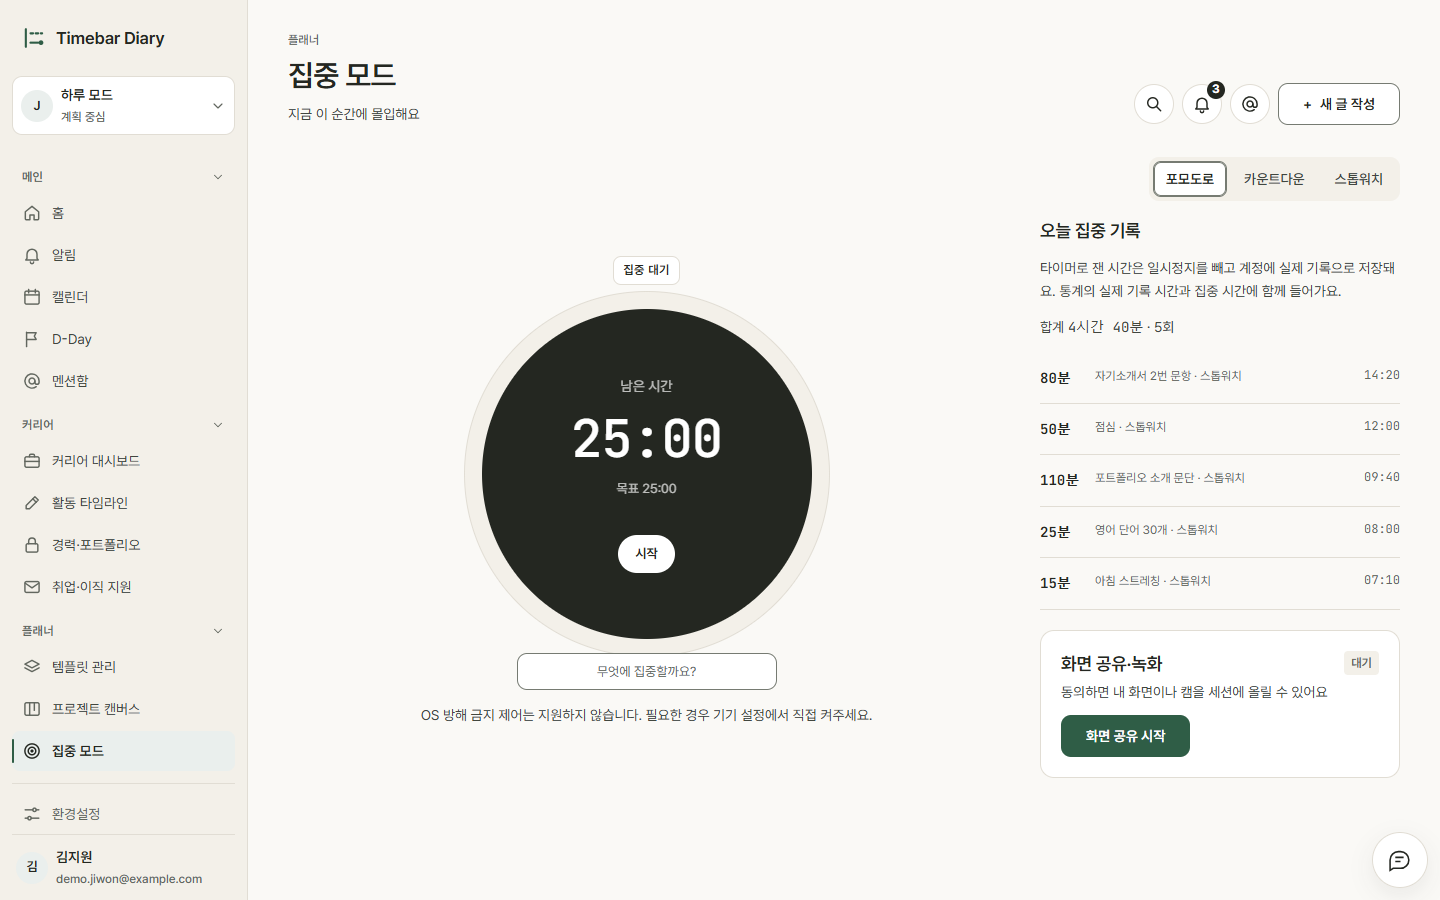 Timebar Diary
J
하루 모드
계획 중심
메인
홈
알림
캘린더
D-Day
멘션함
커리어
커리어 대시보드
활동 타임라인
경력·포트폴리오
취업·이직 지원
플래너
템플릿 관리
프로젝트 캔버스
집중 모드
환경설정
김
김지원
demo.jiwon@example.com
플래너
집중 모드
지금 이 순간에 몰입해요
3
+ 새 글 작성
포모도로
카운트다운
스톱워치
집중 대기
남은 시간
25:00
목표 25:00
시작
무엇에 집중할까요?
OS 방해 금지 제어는 지원하지 않습니다. 필요한 경우 기기 설정에서 직접 켜주세요.
오늘 집중 기록
타이머로 잰 시간은 일시정지를 빼고 계정에 실제 기록으로 저장돼
요. 통계의 실제 기록 시간과 집중 시간에 함께 들어가요.
합계 4시간 40분 · 5회
80분 자기소개서 2번 문항 · 스톱워치 14:20
50분 점심 · 스톱워치 12:00
110분 포트폴리오 소개 문단 · 스톱워치 09:40
25분 영어 단어 30개 · 스톱워치 08:00
15분 아침 스트레칭 · 스톱워치 07:10
화면 공유·녹화
대기
동의하면 내 화면이나 캠을 세션에 올릴 수 있어요
화면 공유 시작